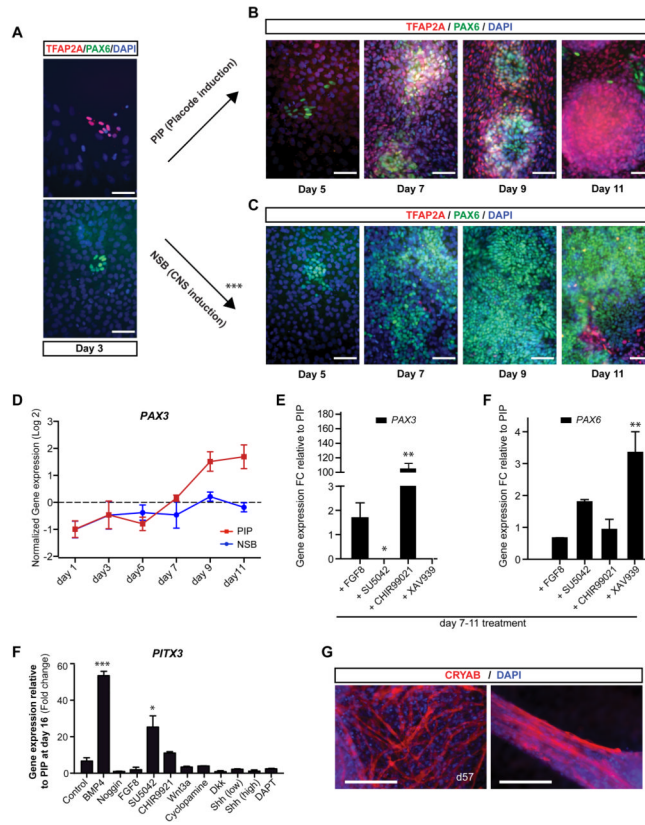 A
TFAP2A/PAX6/DAPI
Day 3
PIP (Placode induction)
NSB (CNS induction)
***
B
TFAP2A / PAX6 / DAPI
Day 5 Day 7 Day 9 Day 11
C
TFAP2A / PAX6 / DAPI
Day 5 Day 7 Day 9 Day 11
D
PAX3
Normalized Gene expression (Log 2)
2
1
0
-1
-2
day 1 day3 day5 day 7 day 9 day11
PIP
NSB
E
Gene expression FC relative to PIP
180
160
140
120
100
80
3
2
1
0
PAX3
**
*
+ FGF8
+ SU5042
+ CHIR99021
+ XAV939
F
Gene expression FC relative to PIP
4
2
0
PAX6
**
+ FGF8
+ SU5042
+ CHIR99021
+ XAV939
day 7-11 treatment
F
PITX3
Gene expression relative
to PIP at day 16 (Fold change)
60
40
20
0
***
*
Control
BMP4
Noggin
FGF8
SU5042
CHIR9921
Wnt3a
Cyclopamine
Dkk
Shh (low)
Shh (high)
DAPT
G
CRYAB / DAPI
d57